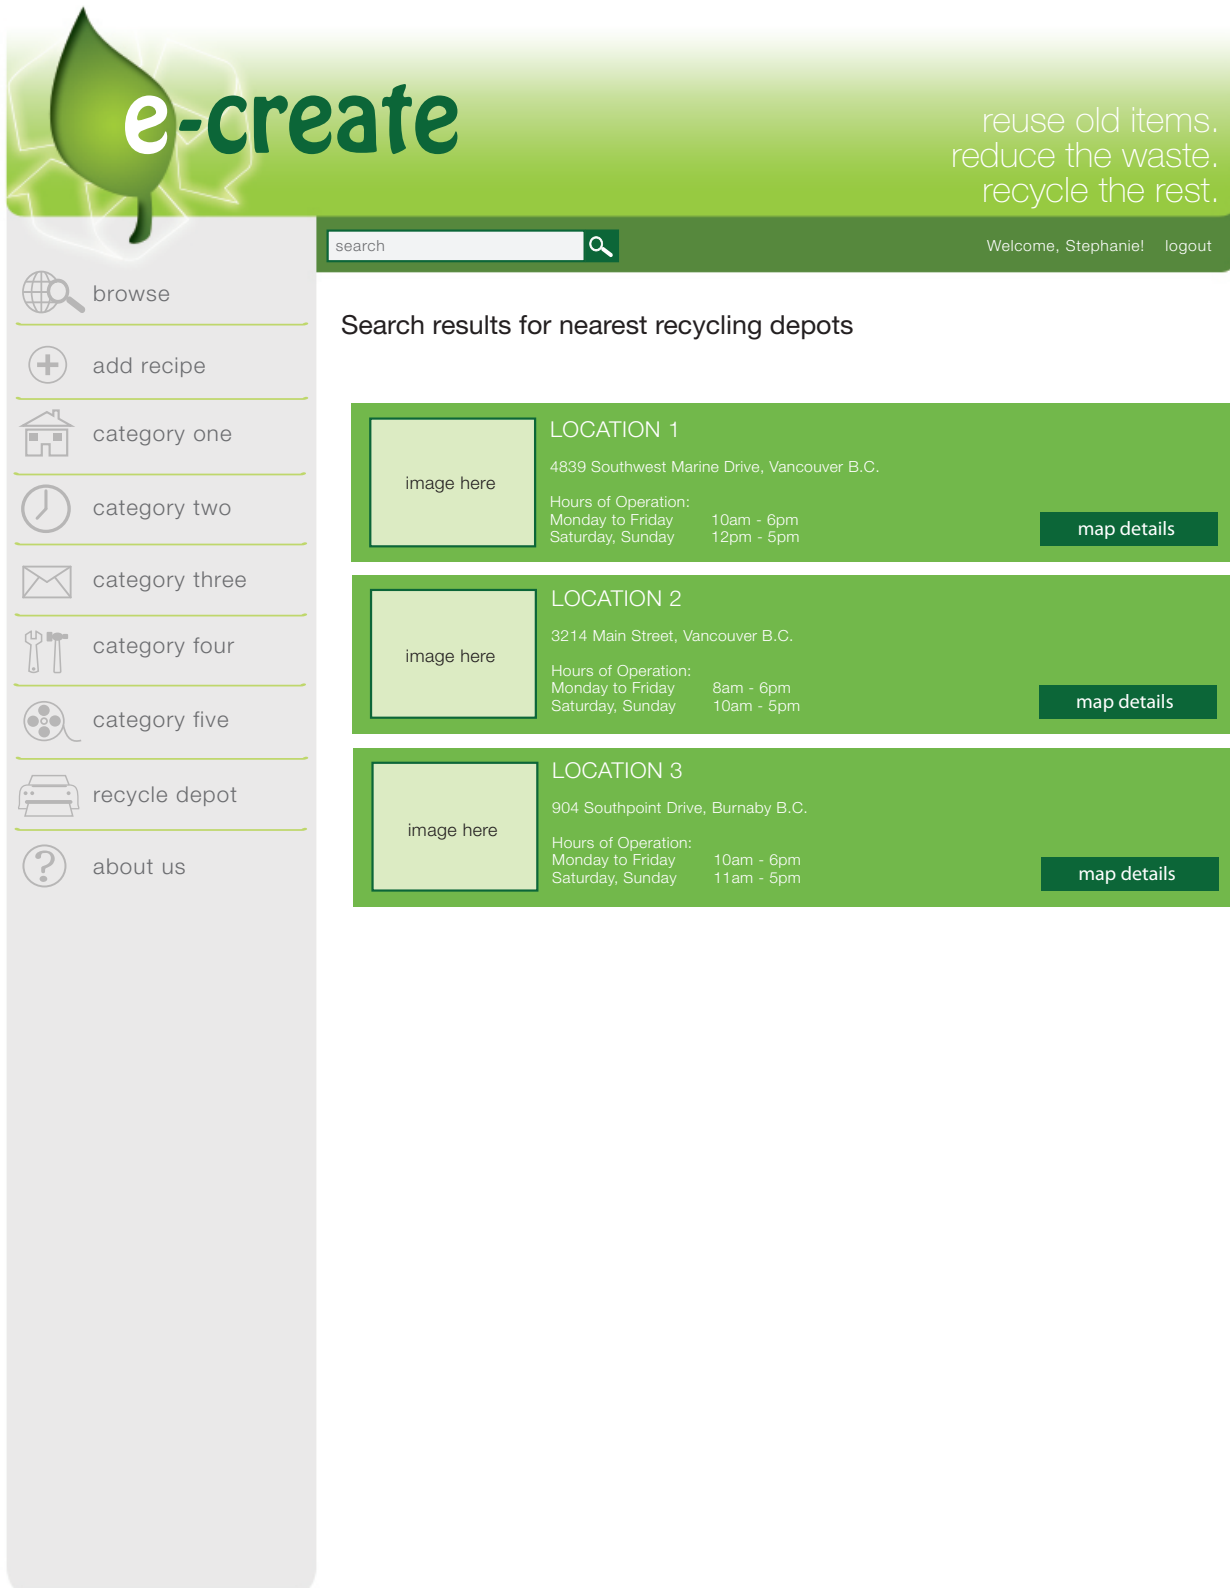 e-create
reuse old items.
reduce the waste.
recycle the rest.
search
Welcome, Stephanie! logout
browse
add recipe
category one
category two
category three
category four
category five
recycle depot
about us
Search results for nearest recycling depots
image here
LOCATION 1
4839 Southwest Marine Drive, Vancouver B.C.
Hours of Operation:
Monday to Friday 10am - 6pm
Saturday, Sunday 12pm - 5pm
map details
image here
LOCATION 2
3214 Main Street, Vancouver B.C.
Hours of Operation:
Monday to Friday 8am - 6pm
Saturday, Sunday 10am - 5pm
map details
image here
LOCATION 3
904 Southpoint Drive, Burnaby B.C.
Hours of Operation:
Monday to Friday 10am - 6pm
Saturday, Sunday 11am - 5pm
map details